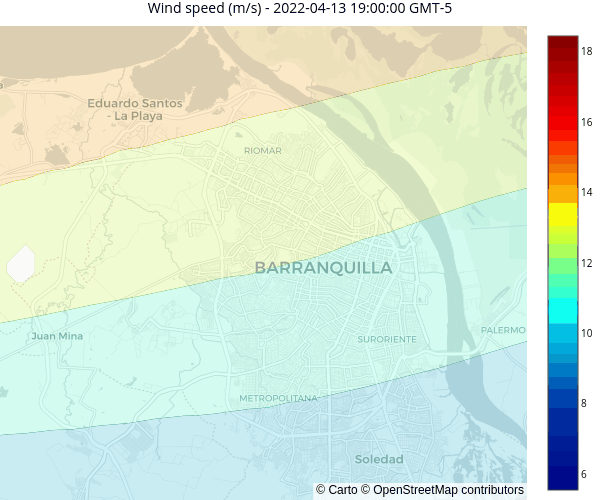 Wind speed (m/s) - 2022-04-13 19:00:00 GMT-5
18
Eduardo Santos
- La Playa
16
RIOMAR
14
12
BARRANQUILLA
10
Juan Mina
SURORIENTE
PALERMO
METROPOLITANA
8
Soledad
6
© Carto © OpenStreetMap contributors